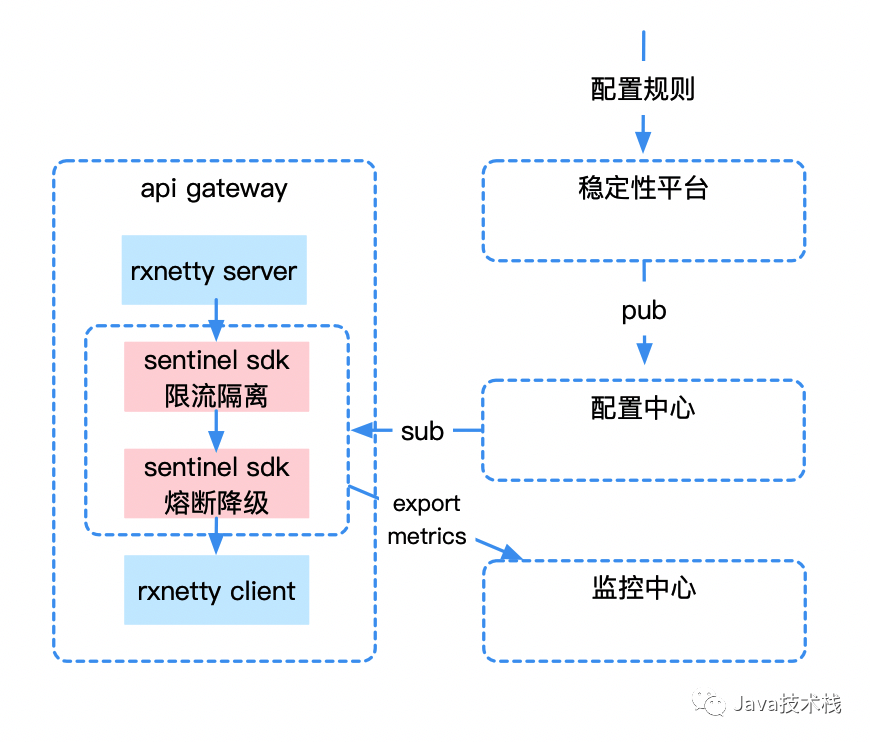 配置规则
稳定性平台
api gateway
rxnetty server
sentinel sdk
限流隔离
sentinel sdk
熔断降级
rxnetty client
pub
配置中心
sub
export
metrics
监控中心
Java技术栈